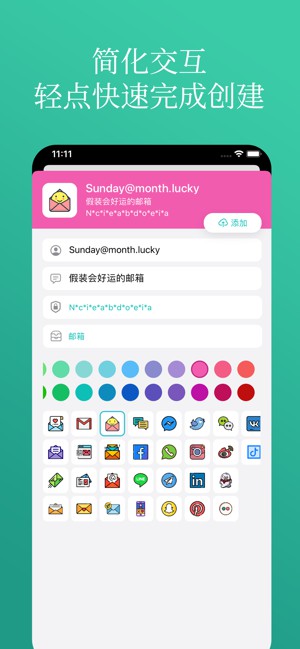 简化交互
轻点快速完成创建
11:11
Sunday@month.lucky
假装会好运的邮箱
N*c*i*e*a*b*d*o*e*i*a
添加
Sunday@month.lucky
假装会好运的邮箱
N*c*i*e*a*b*d*o*e*i*a
邮箱